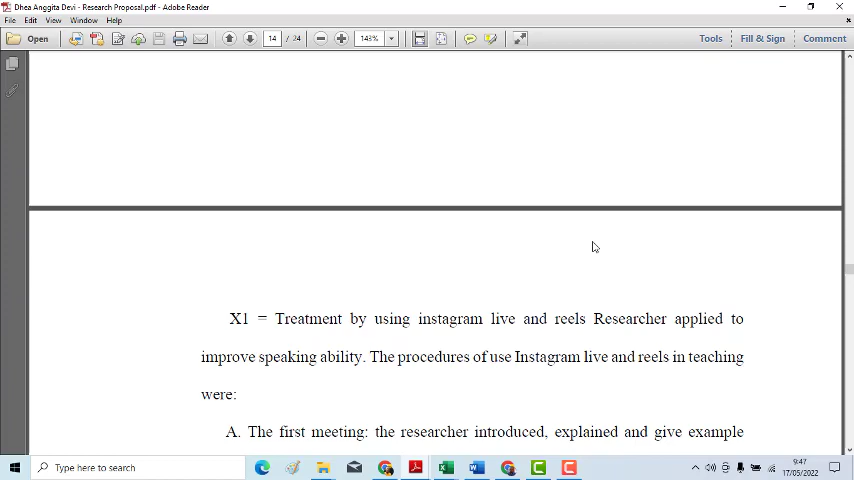 Dhea Anggita Devi - Research Proposal.pdf - Adobe Reader
File Edit View Window Help
Open 14 / 24 143% Tools Fill & Sign Comment
X1 = Treatment by using instagram live and reels Researcher applied to
improve speaking ability. The procedures of use Instagram live and reels in teaching
were:
A. The first meeting: the researcher introduced, explained and give example
Type here to search
9:47
17/05/2022